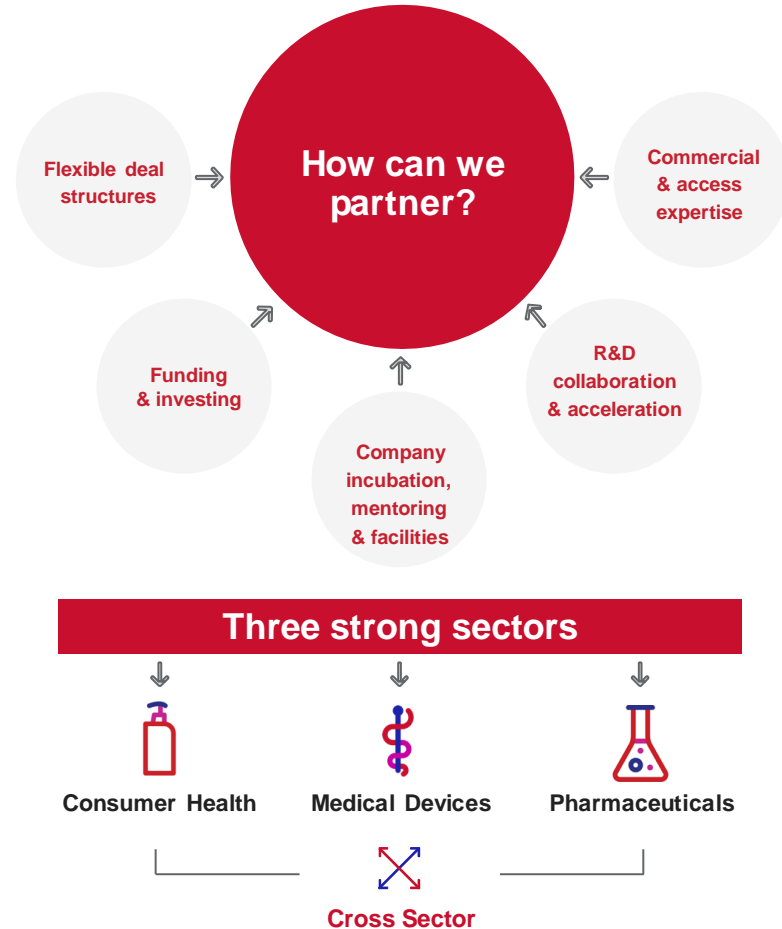 How can we
partner?
Flexible deal
structures
Commercial
& access
expertise
Funding
& investing
R&D
collaboration
& acceleration
Company
incubation,
mentoring
& facilities
Three strong sectors
Consumer Health
Medical Devices
Pharmaceuticals
Cross Sector